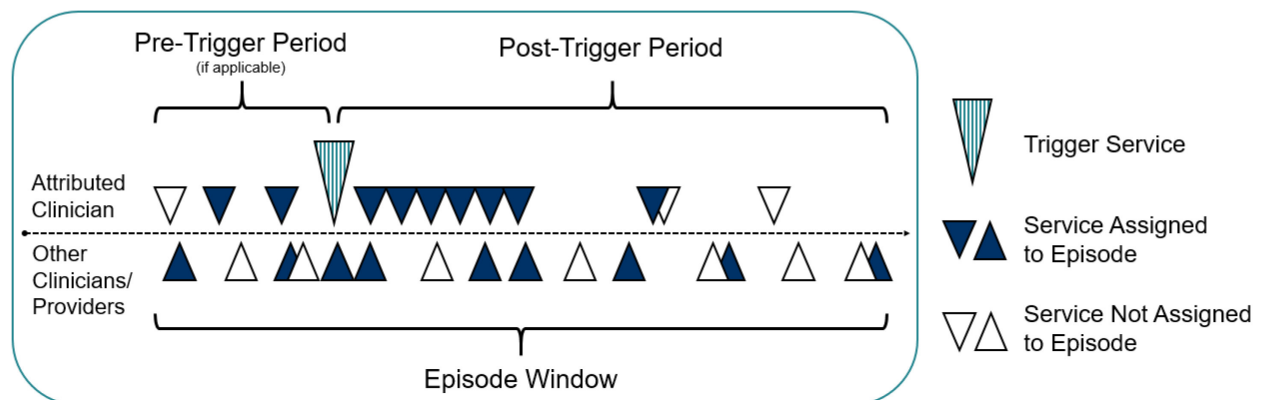 Pre-Trigger Period
(if applicable)
Post-Trigger Period
Attributed
Clinician
Other
Clinicians/
Providers
Episode Window
Trigger Service
Service Assigned
to Episode
Service Not Assigned
to Episode